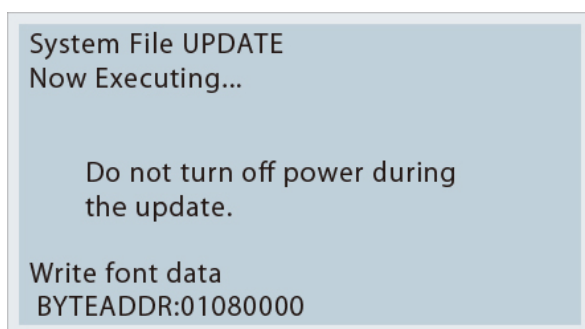 System File UPDATE
Now Executing...
Do not turn off power during
the update.
Write font data
BYTEADDR:01080000